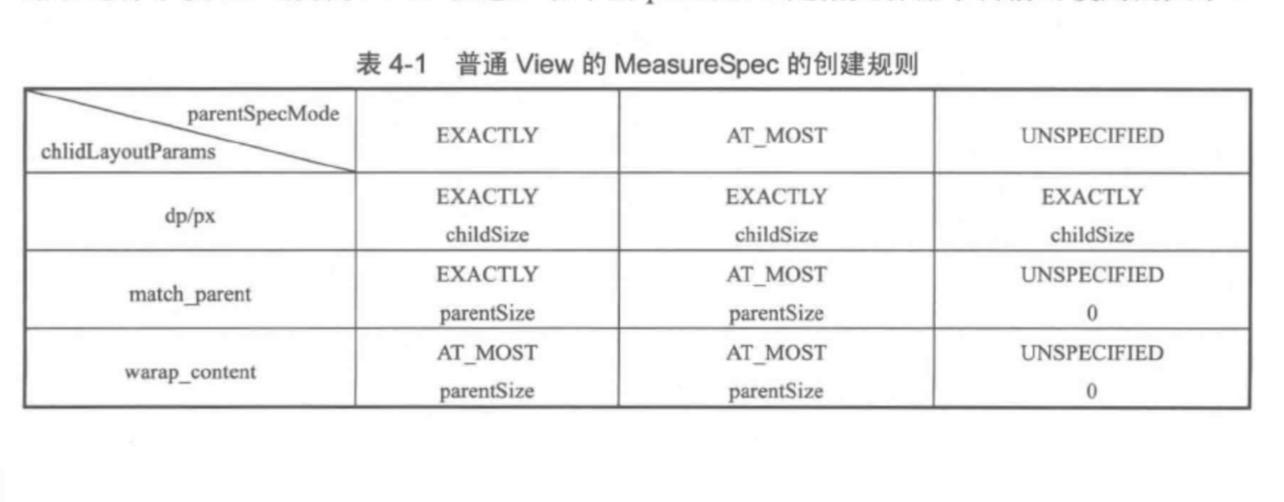 表 4-1 普通 View 的 MeasureSpec 的创建规则
parentSpecMode
chlidLayoutParams
EXACTLY
AT_MOST
UNSPECIFIED
dp/px
EXACTLY
childSize
EXACTLY
childSize
EXACTLY
childSize
match_parent
EXACTLY
parentSize
AT_MOST
parentSize
UNSPECIFIED
0
warap_content
AT_MOST
parentSize
AT_MOST
parentSize
UNSPECIFIED
0